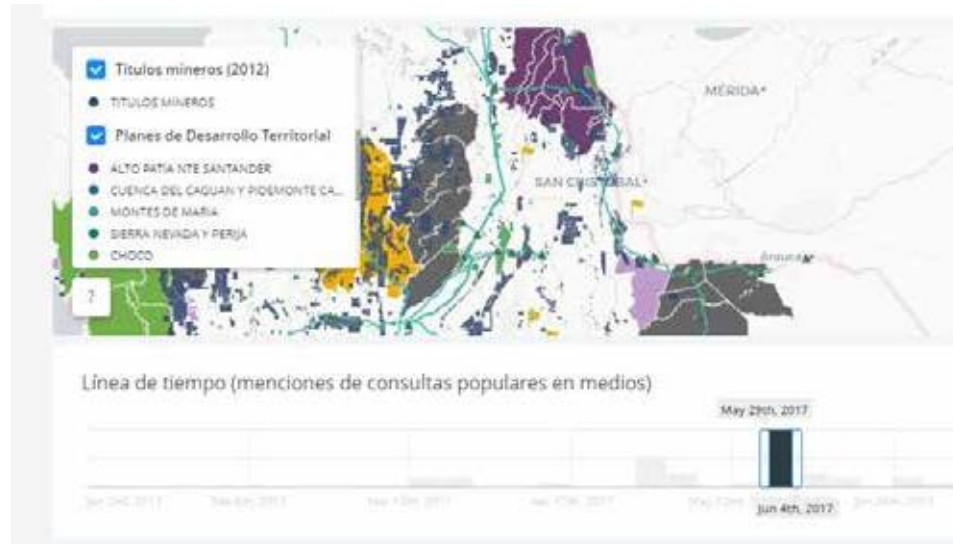 Títulos mineros (2012)
TITULOS MINEROS
Planes de Desarrollo Territorial
ALTO PATIA NTE SANTANDER
CUENCA DEL CAGUAN Y PIDEMONTE CA...
MONTES DE MARIA
SIERRA NEVADA Y PERIJA
CHOCO
?
MÉRIDA
SAN CRISTÓBAL
Arauca
Línea de tiempo (menciones de consultas populares en medios)
May 29th, 2017
Jun 4th, 2017